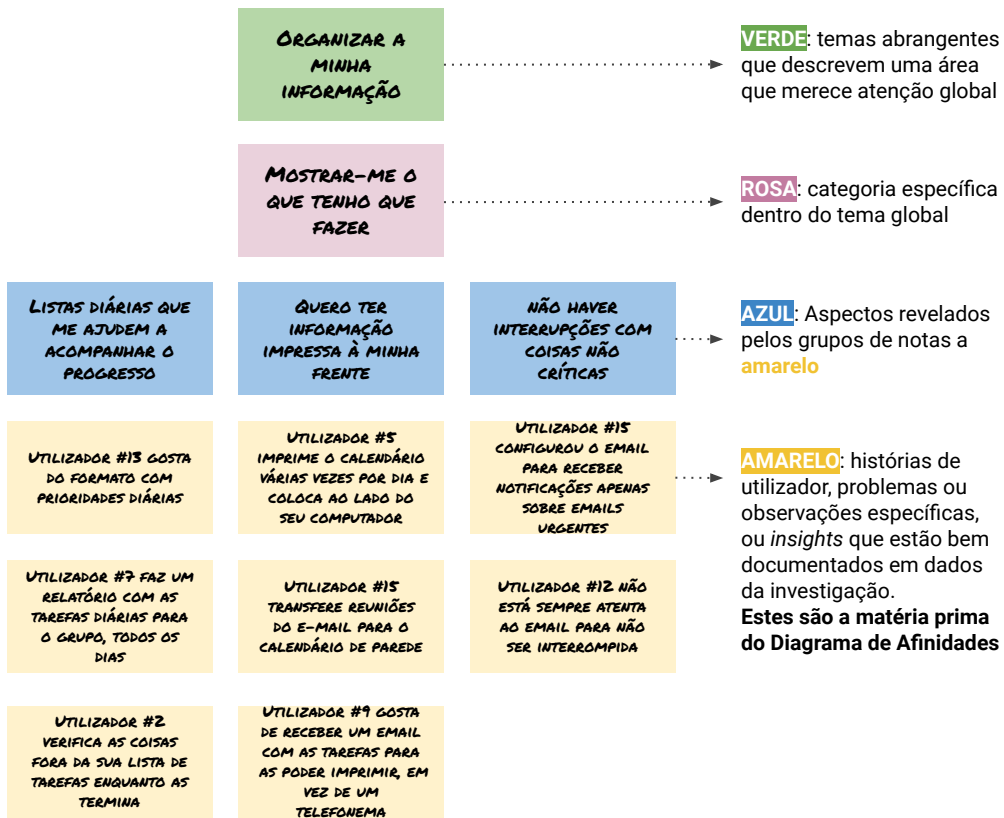 ORGANIZAR A
MINHA
INFORMAÇÃO
VERDE: temas abrangentes
que descrevem uma área
que merece atenção global
MOSTRAR-ME O
QUE TENHO QUE
FAZER
ROSA: categoria específica
dentro do tema global
LISTAS DIÁRIAS QUE
ME AJUDEM A
ACOMPANHAR O
PROGRESSO
QUERO TER
INFORMAÇÃO
IMPRESSA À MINHA
FRENTE
NÃO HAVER
INTERRUPÇÕES COM
COISAS NÃO
CRÍTICAS
AZUL: Aspectos revelados
pelos grupos de notas a
amarelo
UTILIZADOR #13 GOSTA
DO FORMATO COM
PRIORIDADES DIÁRIAS
UTILIZADOR #5
IMPRIME O CALENDÁRIO
VÁRIAS VEZES POR DIA E
COLOCA AO LADO DO
SEU COMPUTADOR
UTILIZADOR #15
CONFIGUROU O EMAIL
PARA RECEBER
NOTIFICAÇÕES APENAS
SOBRE EMAILS
URGENTES
AMARELO: histórias de
utilizador, problemas ou
observações específicas,
ou insights que estão bem
documentados em dados
da investigação.
Estes são a matéria prima
do Diagrama de Afinidades
UTILIZADOR #7 FAZ UM
RELATÓRIO COM AS
TAREFAS DIÁRIAS PARA
O GRUPO, TODOS OS
DIAS
UTILIZADOR #15
TRANSFERE REUNIÕES
DO E-MAIL PARA O
CALENDÁRIO DE PAREDE
UTILIZADOR #12 NÃO
ESTÁ SEMPRE ATENTA
AO EMAIL PARA NÃO
SER INTERROMPIDA
UTILIZADOR #2
VERIFICA AS COISAS
FORA DA SUA LISTA DE
TAREFAS ENQUANTO AS
TERMINA
UTILIZADOR #9 GOSTA
DE RECEBER UM EMAIL
COM AS TAREFAS PARA
AS PODER IMPRIMIR, EM
VEZ DE UM
TELEFONEMA